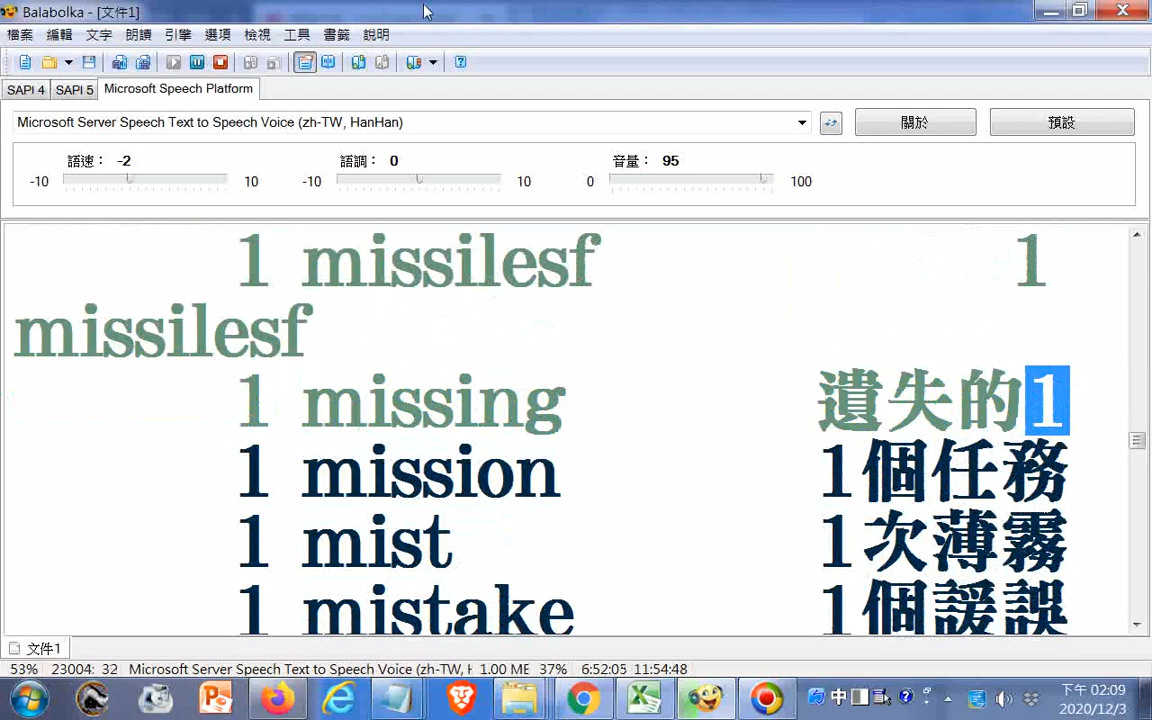 Balabolka - [文件1]
檔案 編輯 文字 朗讀 引擎 選項 檢視 工具 書籤 說明
SAPI 4 SAPI 5 Microsoft Speech Platform
Microsoft Server Speech Text to Speech Voice (zh-TW, HanHan) 關於 預設
語速： -2 語調： 0 音量： 95
-10 10 -10 10 0 100
1 missilesf 1
missilesf
1 missing 遺失的1
1 mission 1個任務
1 mist 1次薄霧
1 mistake 1個諼誤
文件1
53% 23004: 32 Microsoft Server Speech Text to Speech Voice (zh-TW, 1.00 ME 37% 6:52:05 11:54:48
中 下午 02:09
2020/12/3